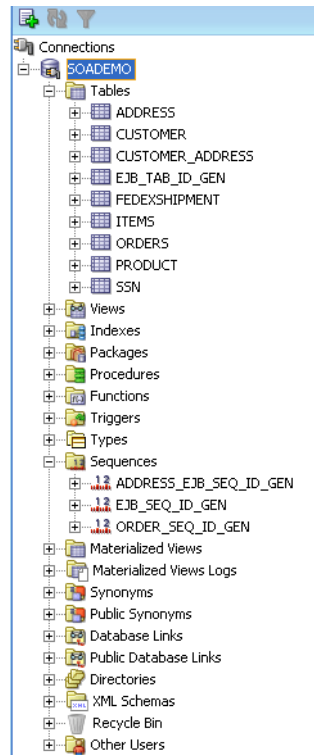 Connections
SOADEMO
Tables
ADDRESS
CUSTOMER
CUSTOMER_ADDRESS
EJB_TAB_ID_GEN
FEDEXSHIPMENT
ITEMS
ORDERS
PRODUCT
SSN
Views
Indexes
Packages
Procedures
Functions
Triggers
Types
Sequences
ADDRESS_EJB_SEQ_ID_GEN
EJB_SEQ_ID_GEN
ORDER_SEQ_ID_GEN
Materialized Views
Materialized Views Logs
Synonyms
Public Synonyms
Database Links
Public Database Links
Directories
XML Schemas
Recycle Bin
Other Users